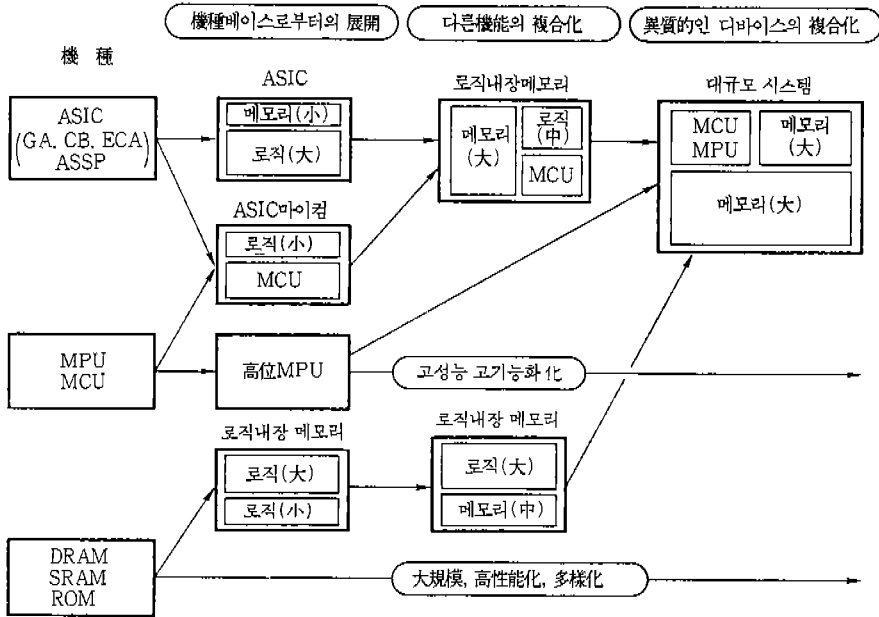 機種베이스로부터의 展開
다른機能의 複合化
異質的인 디바이스의 複合化
機 種
ASIC
로직내장메모리
대규모 시스템
ASIC
(GA, CB, ECA)
ASSP
메모리(小)
로직(大)
메모리
(大)
로직
(中)
MCU
MCU
MPU
메모리
(大)
메모리(大)
ASIC마이컴
로직(小)
MCU
MPU
MCU
高位MPU
고성능 고기능화 化
로직내장 메모리
로직(大)
로직(小)
로직내장 메모리
로직(大)
메모리(中)
DRAM
SRAM
ROM
大規模, 高性能化, 多樣化